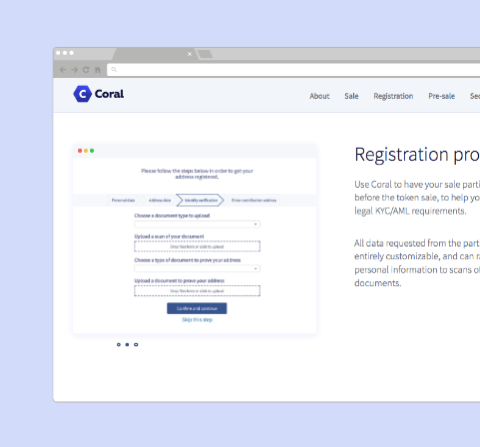 Coral
About Sale Registration Pre-sale Sec
Please follow the steps below in order to get your
address registered.
Personal data Address data Identity verification Enter contribution address
Choose a document type to upload
Upload a scan of your document
Drop files here or click to upload
Choose a type of document to prove your address
Upload a document to prove your address
Drop files here or click to upload
Confirm and continue
Skip this step
Registration pro
Use Coral to have your sale parti
before the token sale, to help yo
legal KYC/AML requirements.
All data requested from the part
entirely customizable, and can ra
personal information to scans of
documents.